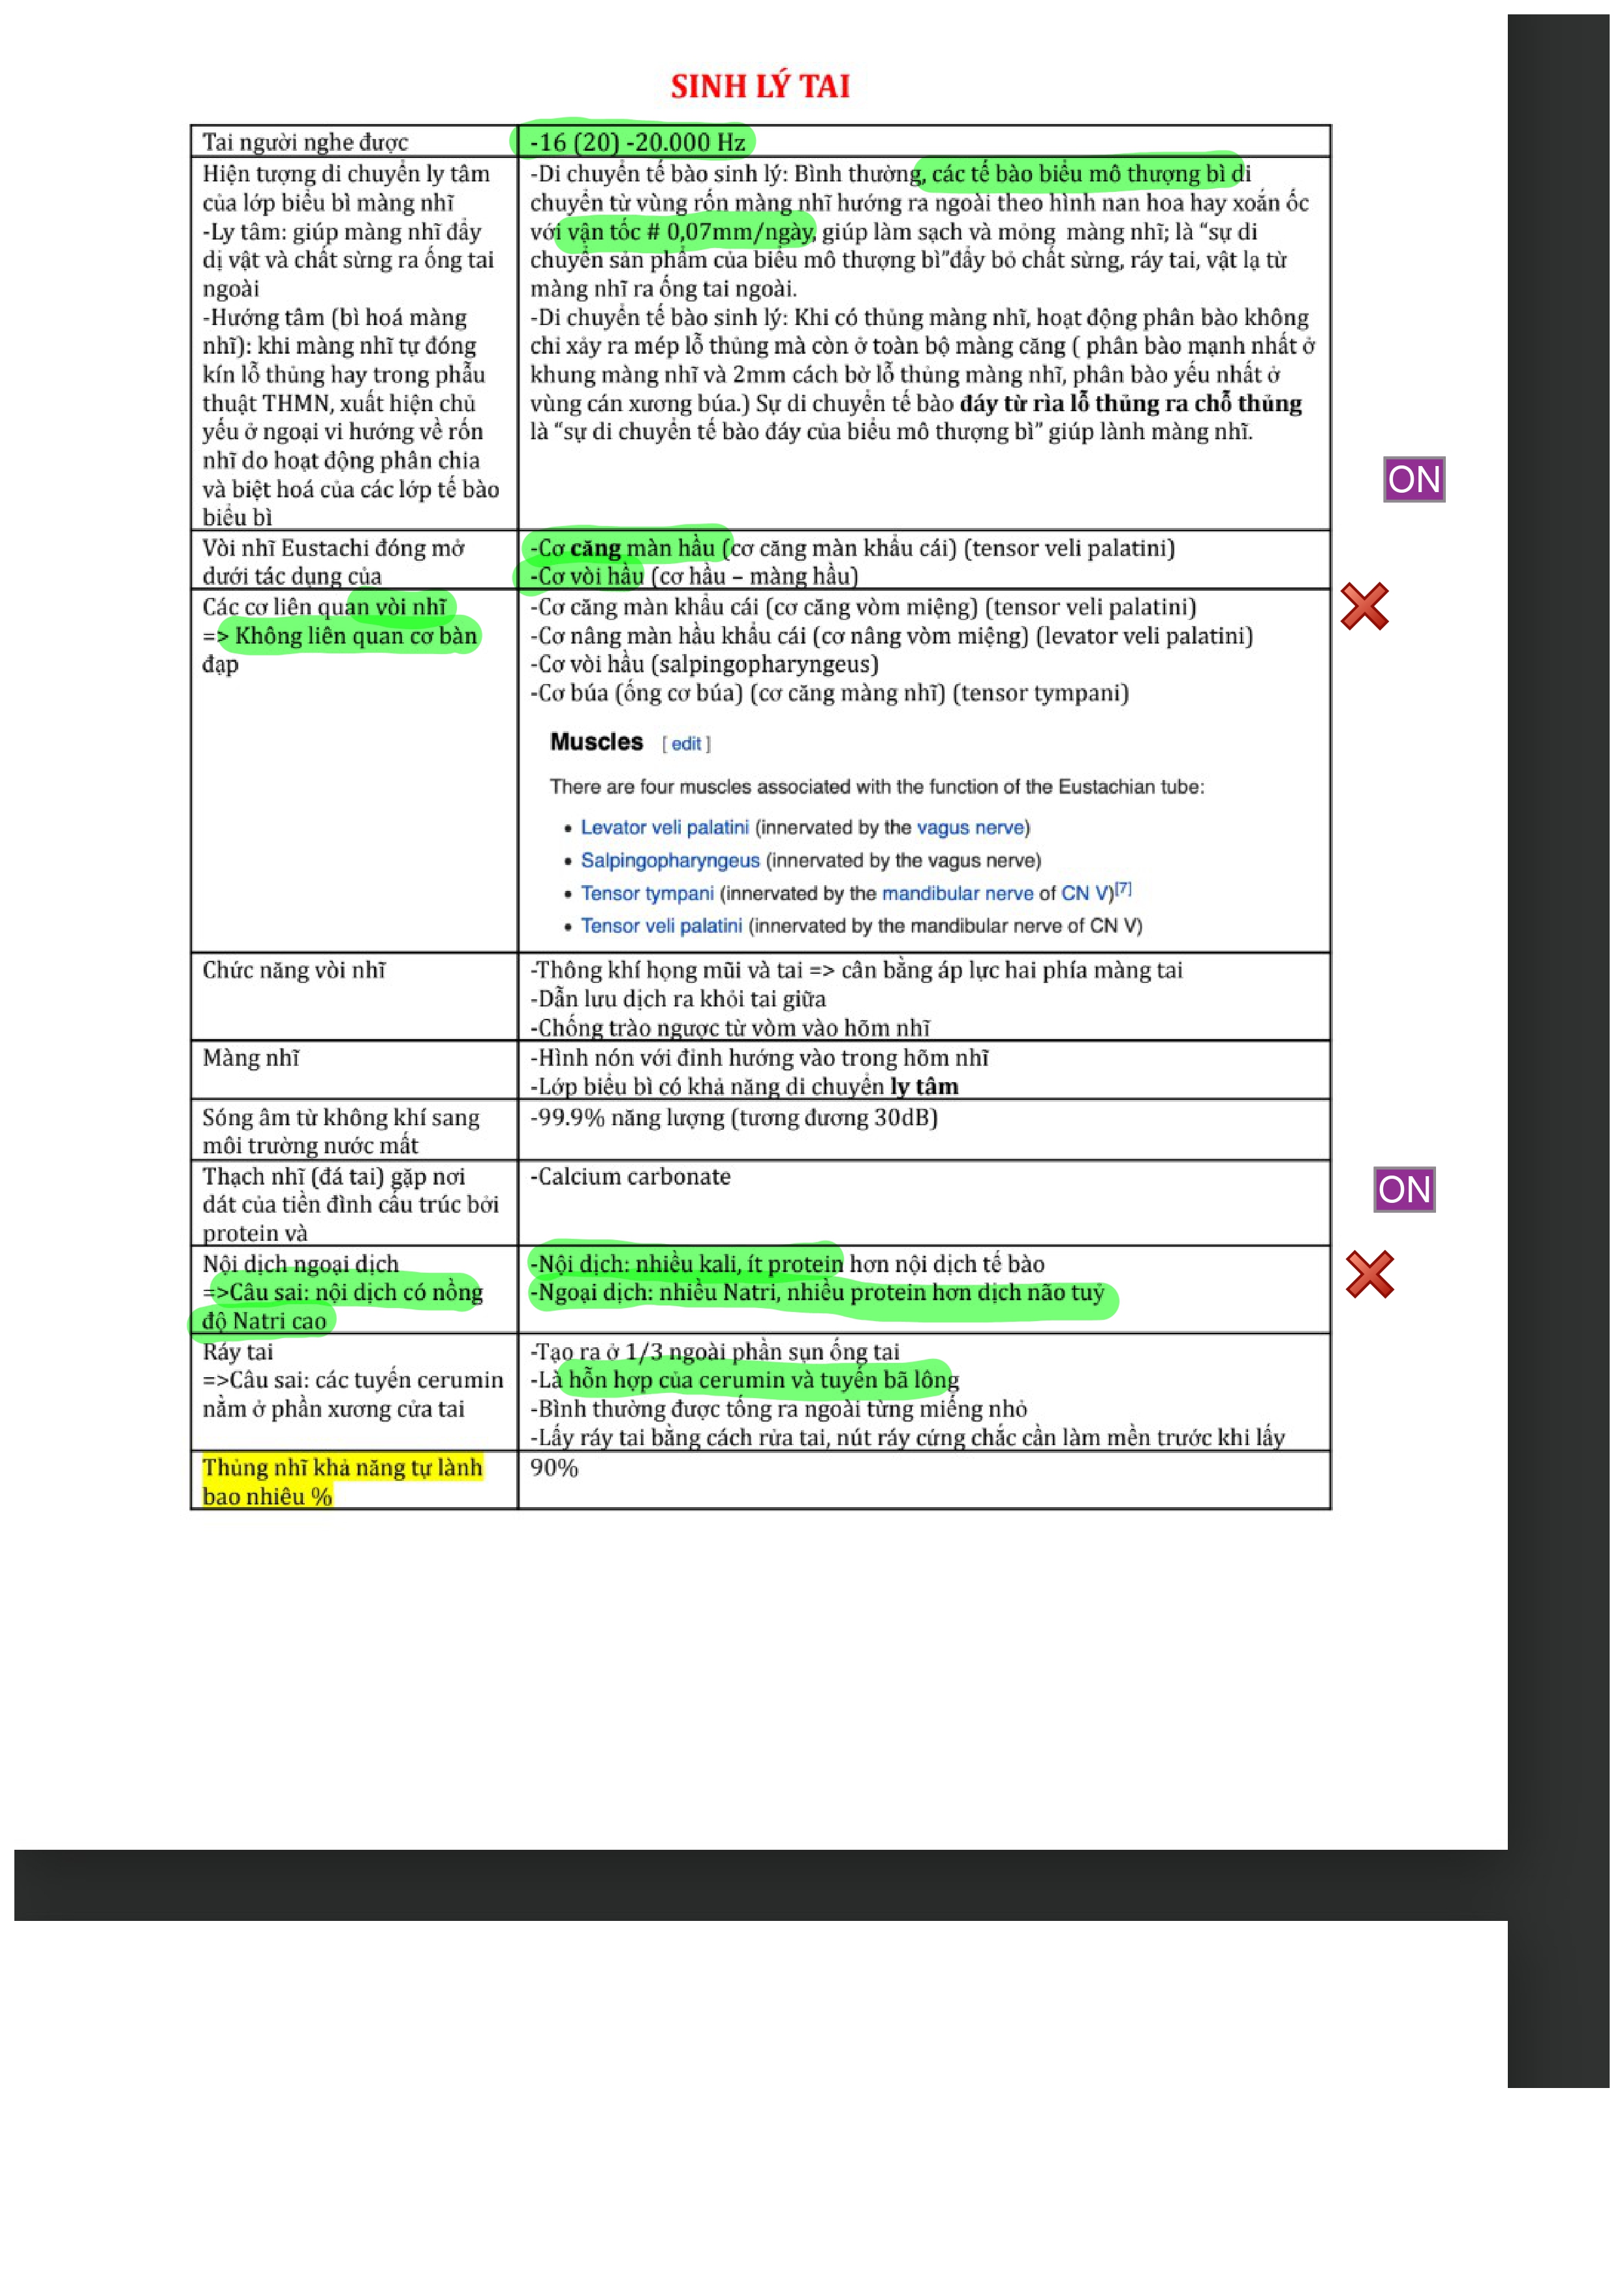 SINH LÝ TAI
Tai người nghe được
-16 (20) -20.000 Hz
Hiện tượng di chuyển ly tâm
của lớp biểu bì màng nhĩ
-Ly tâm: giúp màng nhĩ đẩy
dị vật và chất sừng ra ống tai
ngoài
-Hướng tâm (bì hoá màng
nhĩ): khi màng nhĩ tự đóng
kín lỗ thủng hay trong phẫu
thuật THMN, xuất hiện chủ
yếu ở ngoại vi hướng về rốn
nhĩ do hoạt động phân chia
và biệt hoá của các lớp tế bào
biểu bì
-Di chuyển tế bào sinh lý: Bình thường, các tế bào biểu mô thượng bì di
chuyển từ vùng rốn màng nhĩ hướng ra ngoài theo hình nan hoa hay xoắn ốc
với vận tốc # 0,07mm/ngày, giúp làm sạch và mỏng màng nhĩ; là “sự di
chuyển sản phẩm của biểu mô thượng bì”đẩy bỏ chất sừng, ráy tai, vật lạ từ
màng nhĩ ra ống tai ngoài.
-Di chuyển tế bào sinh lý: Khi có thủng màng nhĩ, hoạt động phân bào không
chỉ xảy ra mép lỗ thủng mà còn ở toàn bộ màng căng ( phân bào mạnh nhất ở
khung màng nhĩ và 2mm cách bờ lỗ thủng màng nhĩ, phân bào yếu nhất ở
vùng cán xương búa.) Sự di chuyển tế bào đáy từ rìa lỗ thủng ra chỗ thủng
là “sự di chuyển tế bào đáy của biểu mô thượng bì” giúp lành màng nhĩ.
ON
Vòi nhĩ Eustachi đóng mở
dưới tác dụng của
-Cơ căng màn hầu (cơ căng màn khẩu cái) (tensor veli palatini)
-Cơ vòi hầu (cơ hầu – màng hầu)
Các cơ liên quan vòi nhĩ
=> Không liên quan cơ bàn
đạp
-Cơ căng màn khẩu cái (cơ căng vòm miệng) (tensor veli palatini)
-Cơ nâng màn hầu khẩu cái (cơ nâng vòm miệng) (levator veli palatini)
-Cơ vòi hầu (salpingopharyngeus)
-Cơ búa (ống cơ búa) (cơ căng màng nhĩ) (tensor tympani)
Muscles [ edit ]
There are four muscles associated with the function of the Eustachian tube:
• Levator veli palatini (innervated by the vagus nerve)
• Salpingopharyngeus (innervated by the vagus nerve)
• Tensor tympani (innervated by the mandibular nerve of CN V)[7]
• Tensor veli palatini (innervated by the mandibular nerve of CN V)
Chức năng vòi nhĩ
-Thông khí họng mũi và tai => cân bằng áp lực hai phía màng tai
-Dẫn lưu dịch ra khỏi tai giữa
-Chống trào ngược từ vòm vào hõm nhĩ
Màng nhĩ
-Hình nón với đỉnh hướng vào trong hõm nhĩ
-Lớp biểu bì có khả năng di chuyển ly tâm
Sóng âm từ không khí sang
môi trường nước mất
-99.9% năng lượng (tương đương 30dB)
Thạch nhĩ (đá tai) gặp nơi
dát của tiền đình cấu trúc bởi
protein và
-Calcium carbonate
ON
Nội dịch ngoại dịch
=>Câu sai: nội dịch có nồng
độ Natri cao
-Nội dịch: nhiều kali, ít protein hơn nội dịch tế bào
-Ngoại dịch: nhiều Natri, nhiều protein hơn dịch não tuỷ
Ráy tai
=>Câu sai: các tuyến cerumin
nằm ở phần xương cửa tai
-Tạo ra ở 1/3 ngoài phần sụn ống tai
-Là hỗn hợp của cerumin và tuyến bã lông
-Bình thường được tống ra ngoài từng miếng nhỏ
-Lấy ráy tai bằng cách rửa tai, nút ráy cứng chắc cần làm mền trước khi lấy
Thủng nhĩ khả năng tự lành
bao nhiêu %
90%